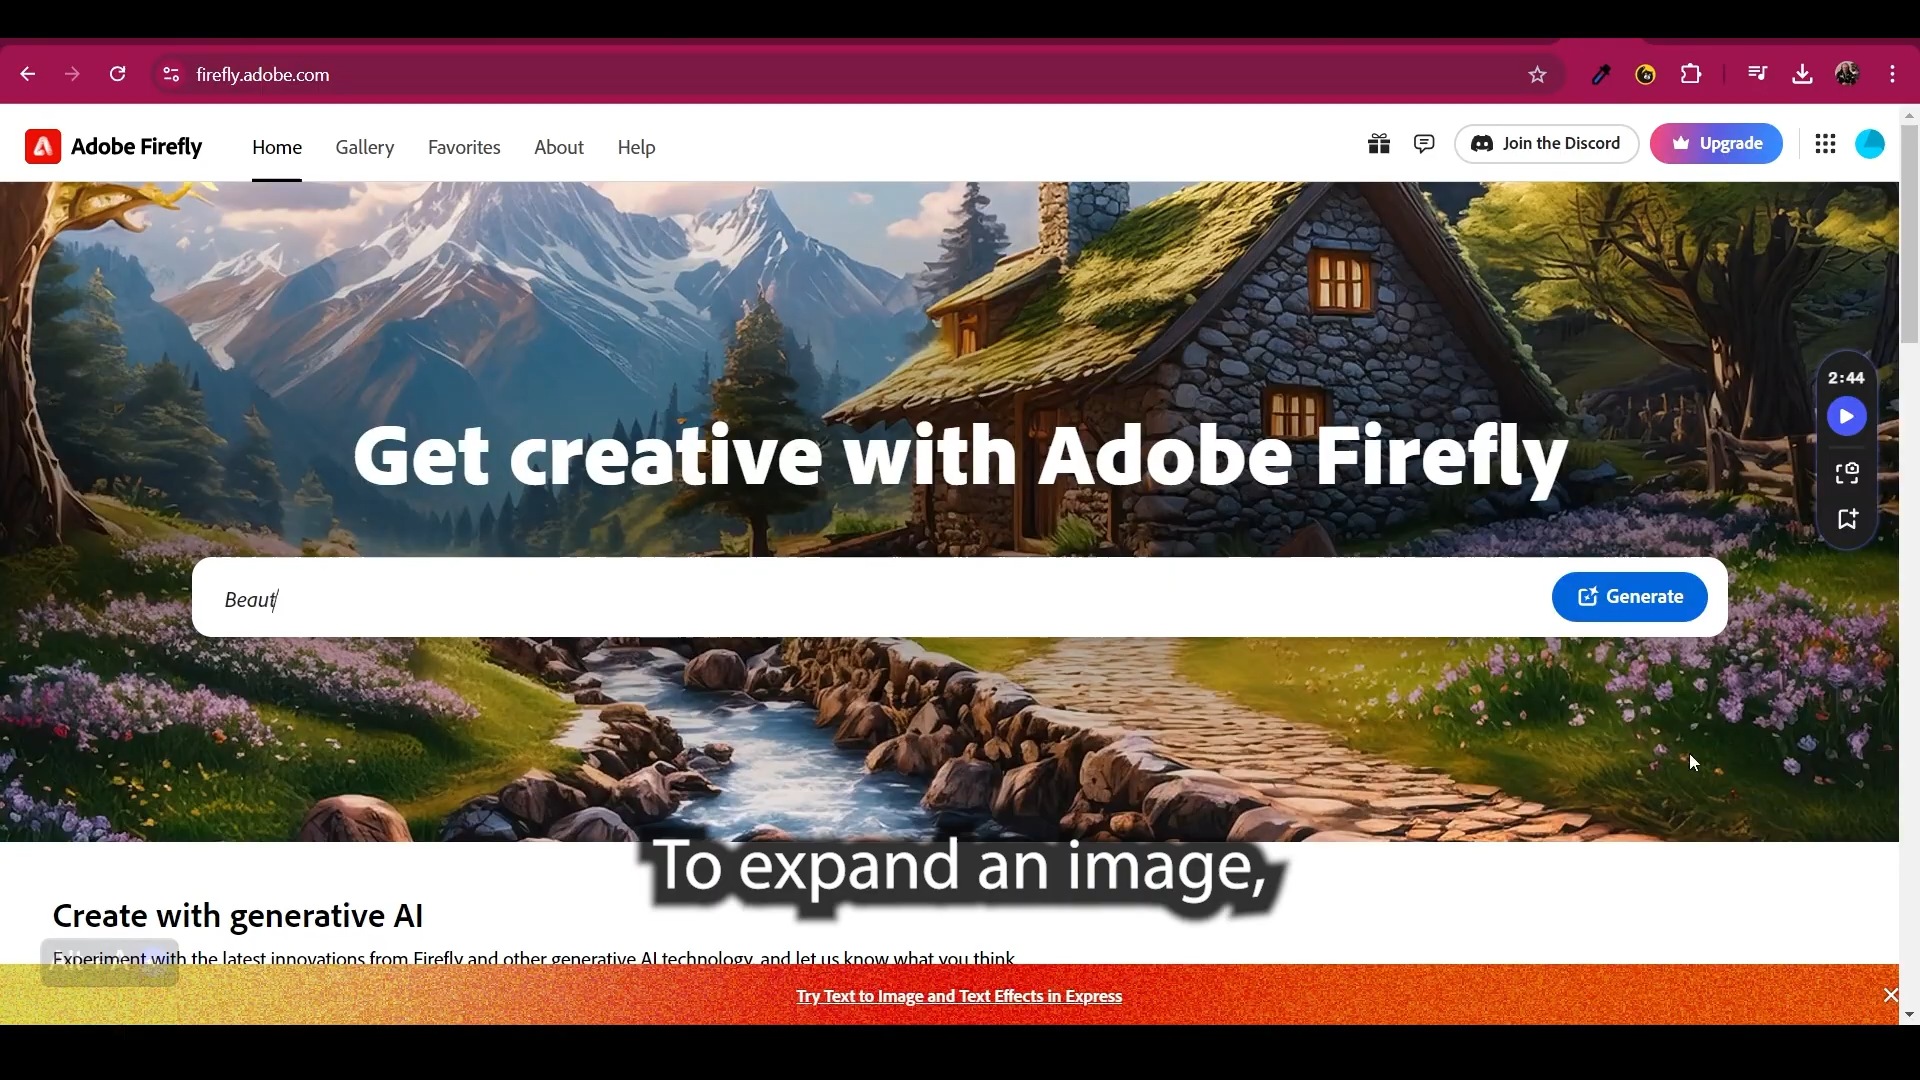 firefly.adobe.com
Adobe Firefly
Home
Gallery
Favorites
About
Help
Join the Discord
Upgrade
2:44
Get creative with Adobe Firefly
Beaut
Generate
To expand an image,
Create with generative AI
Experiment with the latest innovations from Firefly and other generative AI technology, and let us know what you think.
Try Text to Image and Text Effects in Express